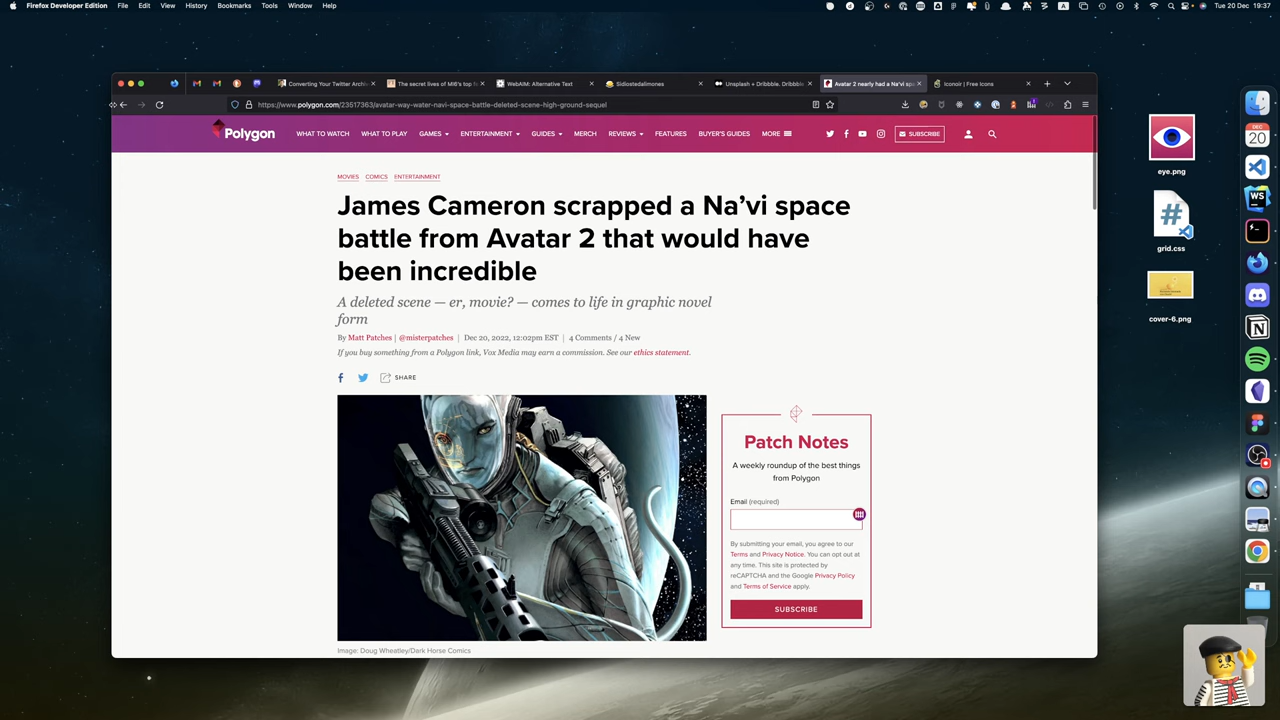 Firefox Developer Edition File Edit View History Bookmarks Tools Window Help
Tue 20 Dec 19:37
Converting Your Twitter Archiv
The secret lives of MI6's top f
WebAIM: Alternative Text
Sidiostedalimones
Unsplash + Dribbble. Dribbble
Avatar 2 nearly had a Na'vi spa
Iconoir | Free Icons
https://www.polygon.com/23517363/avatar-way-water-navi-space-battle-deleted-scene-high-ground-sequel
Polygon
WHAT TO WATCH WHAT TO PLAY GAMES ENTERTAINMENT GUIDES MERCH REVIEWS FEATURES BUYER'S GUIDES MORE
SUBSCRIBE
MOVIES COMICS ENTERTAINMENT
James Cameron scrapped a Na’vi space
battle from Avatar 2 that would have
been incredible
A deleted scene — er, movie? — comes to life in graphic novel
form
By Matt Patches | @misterpatches | Dec 20, 2022, 12:02pm EST | 4 Comments / 4 New
If you buy something from a Polygon link, Vox Media may earn a commission. See our ethics statement.
SHARE
Image: Doug Wheatley/Dark Horse Comics
Patch Notes
A weekly roundup of the best things
from Polygon
Email (required)
By submitting your email, you agree to our
Terms and Privacy Notice. You can opt out at
any time. This site is protected by
reCAPTCHA and the Google Privacy Policy
and Terms of Service apply.
SUBSCRIBE
eye.png
#
grid.css
cover-6.png
DEC
20
WS